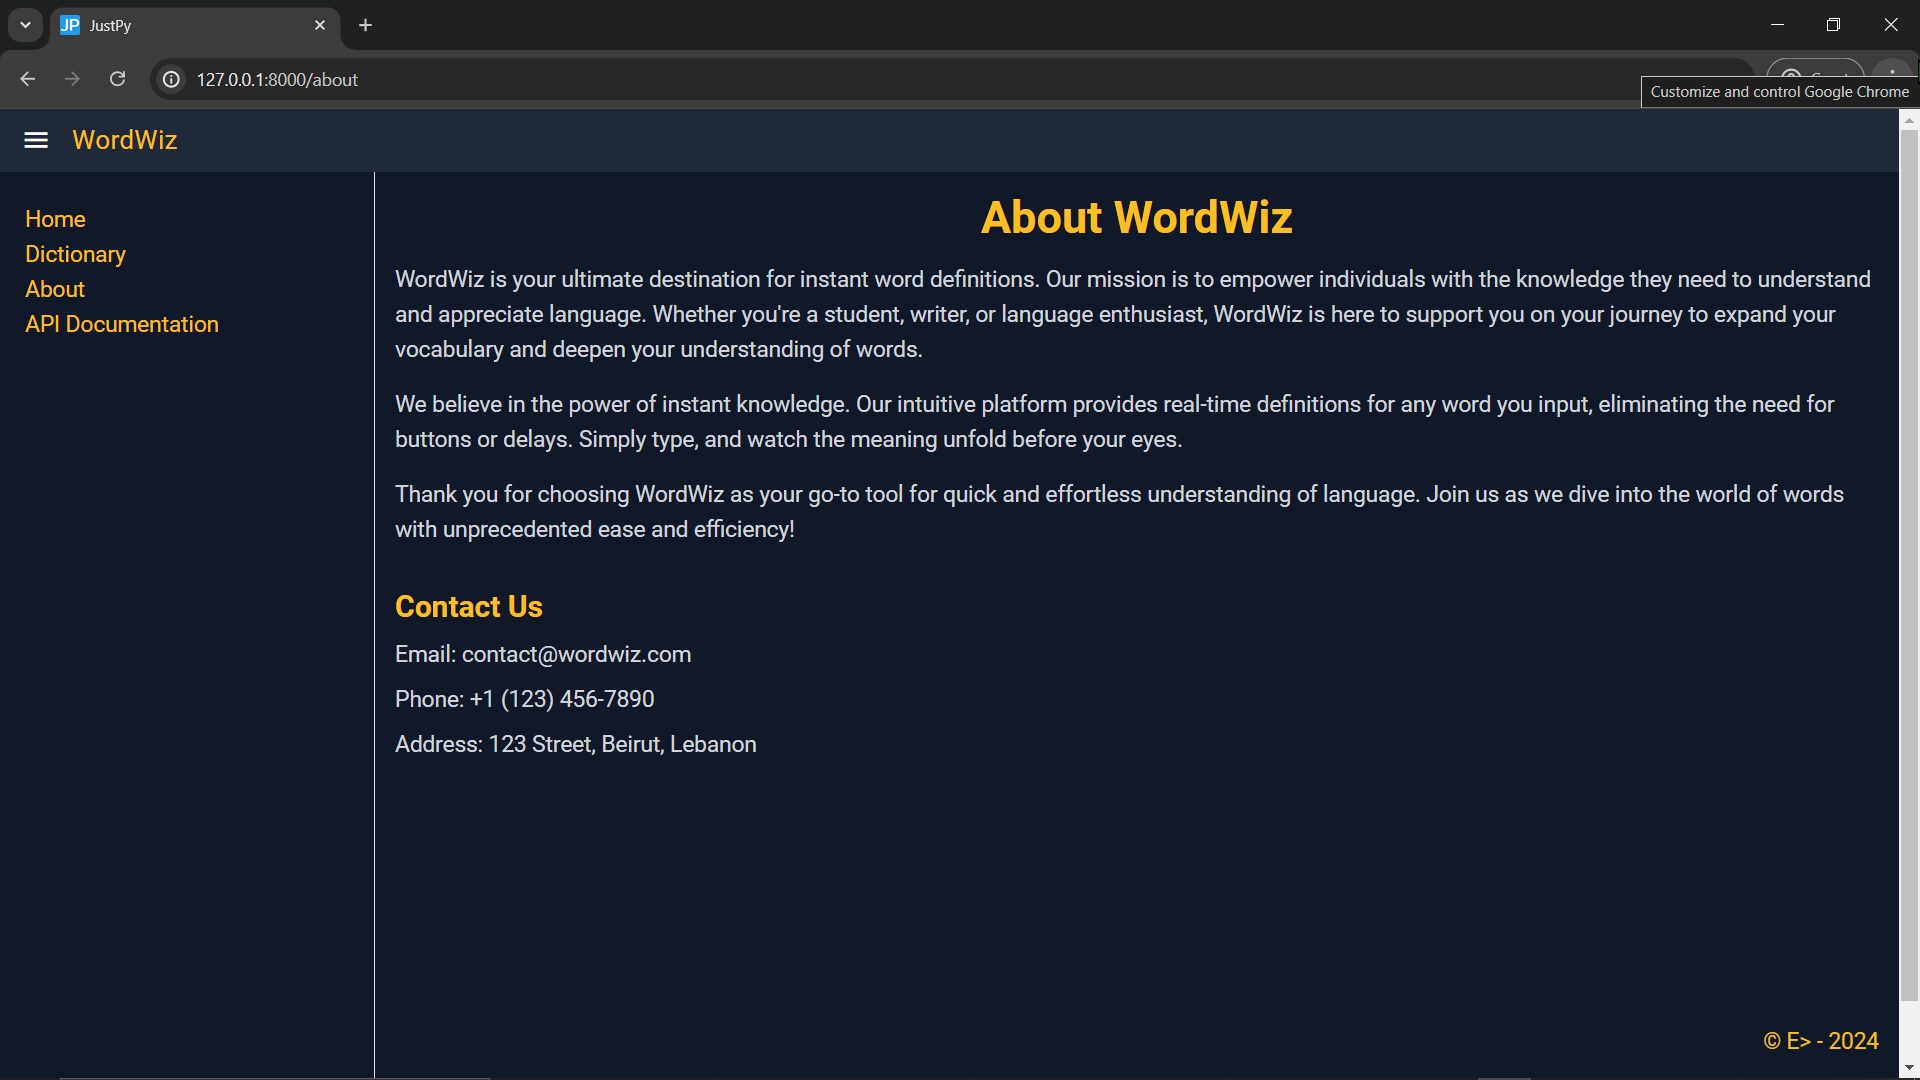 JustPy
127.0.0.1:8000/about
Customize and control Google Chrome
WordWiz
Home
Dictionary
About
API Documentation
About WordWiz
WordWiz is your ultimate destination for instant word definitions. Our mission is to empower individuals with the knowledge they need to understand
and appreciate language. Whether you're a student, writer, or language enthusiast, WordWiz is here to support you on your journey to expand your
vocabulary and deepen your understanding of words.
We believe in the power of instant knowledge. Our intuitive platform provides real-time definitions for any word you input, eliminating the need for
buttons or delays. Simply type, and watch the meaning unfold before your eyes.
Thank you for choosing WordWiz as your go-to tool for quick and effortless understanding of language. Join us as we dive into the world of words
with unprecedented ease and efficiency!
Contact Us
Email: contact@wordwiz.com
Phone: +1 (123) 456-7890
Address: 123 Street, Beirut, Lebanon
© E> - 2024